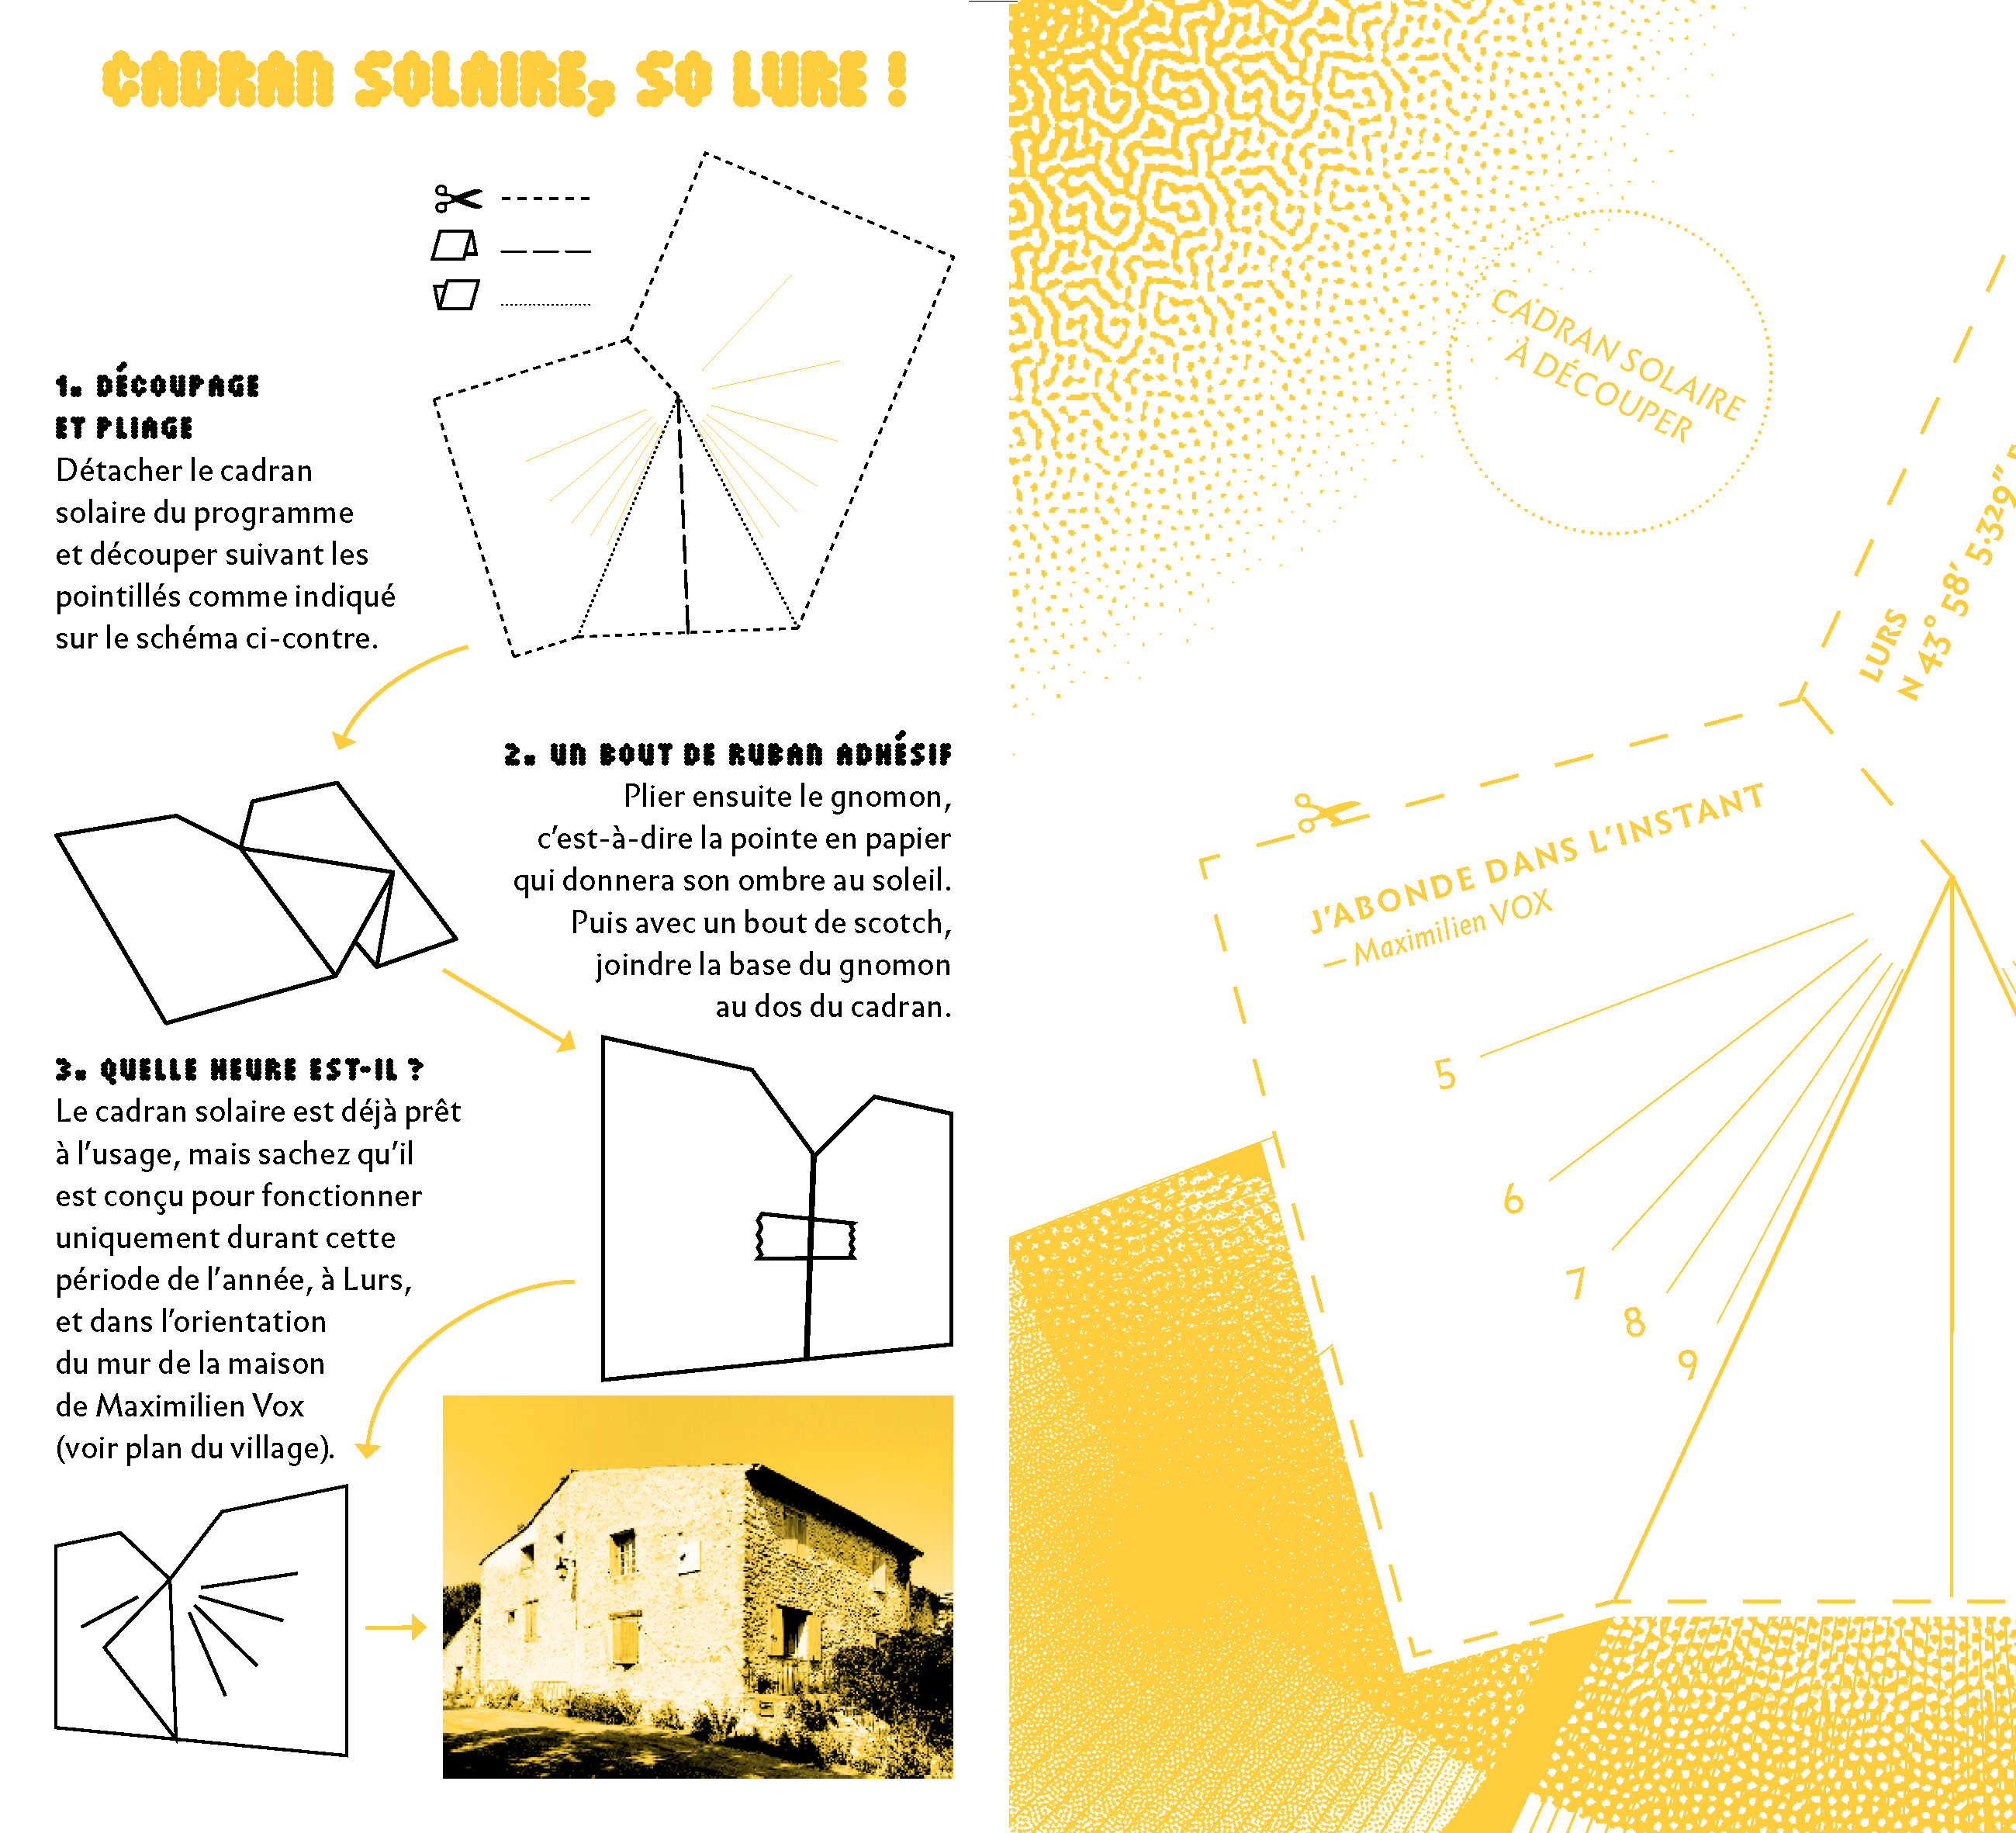 CADRAN SOLAIRE, SO LURE !
1. DÉCOUPAGE
ET PLIAGE
Détacher le cadran
solaire du programme
et découper suivant les
pointillés comme indiqué
sur le schéma ci-contre.
2. UN BOUT DE RUBAN ADHÉSIF
Plier ensuite le gnomon,
c’est-à-dire la pointe en papier
qui donnera son ombre au soleil.
Puis avec un bout de scotch,
joindre la base du gnomon
au dos du cadran.
3. QUELLE HEURE EST-IL ?
Le cadran solaire est déjà prêt
à l’usage, mais sachez qu’il
est conçu pour fonctionner
uniquement durant cette
période de l’année, à Lurs,
et dans l’orientation
du mur de la maison
de Maximilien Vox
(voir plan du village).
CADRAN SOLAIRE
À DÉCOUPER
LURS
N 43° 58’ 5.329”
J’ABONDE DANS L’INSTANT
— Maximilien VOX
5
6
7
8
9